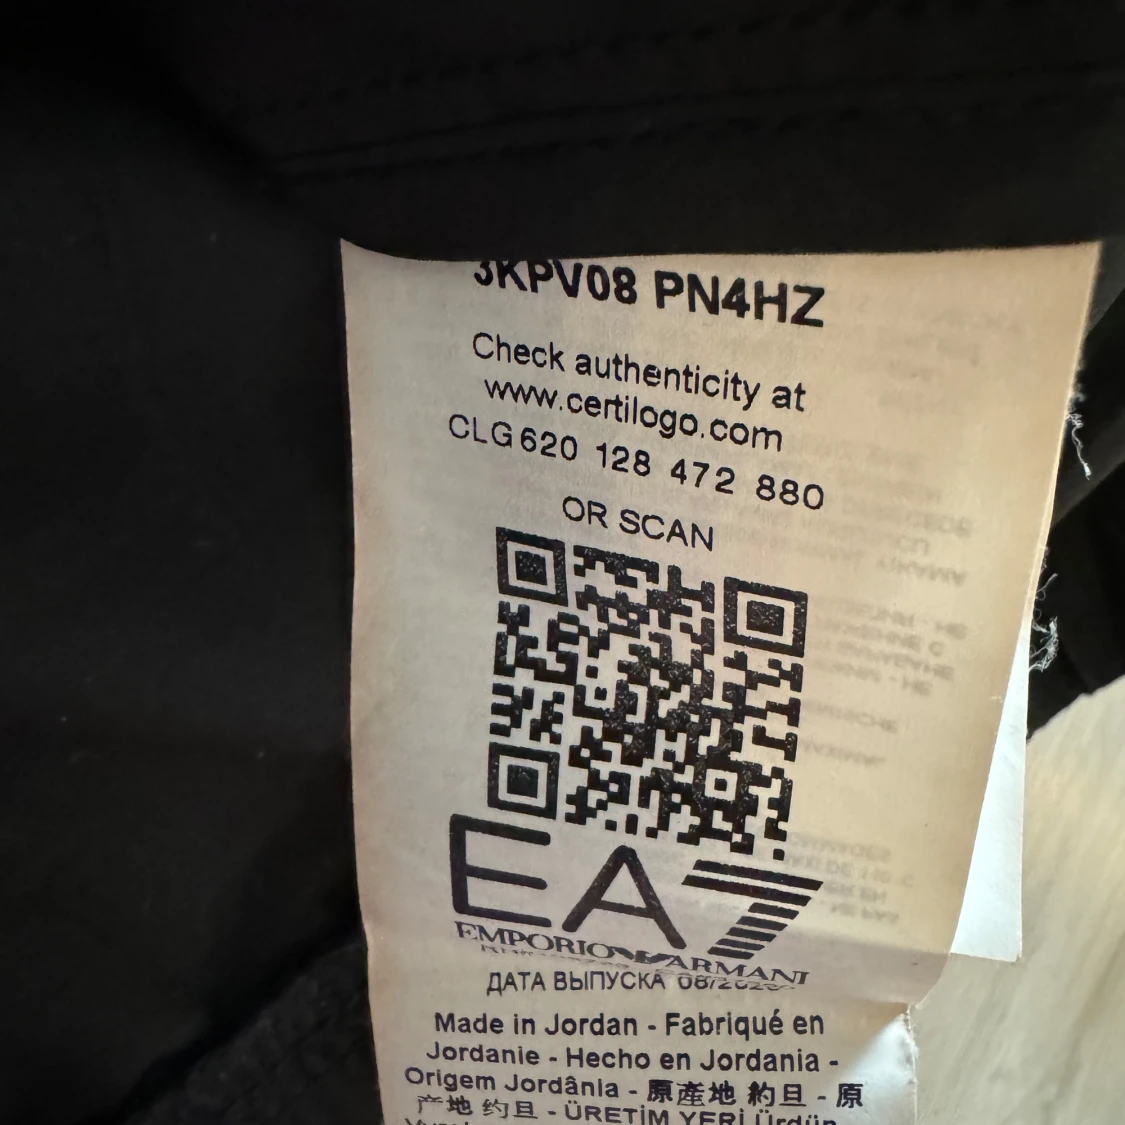 3KPV08 PN4HZ
Check authenticity at
www.certilogo.com
CLG 620 128 472 880
OR SCAN
EA7
EMPORIO ARMANI
ДАТА ВЫПУСКА
Made in Jordan - Fabriqué en
Jordanie - Hecho en Jordania -
Origem Jordânia - 原產地 約旦 - 原
产地 约旦 - ÜRETİM YERİ Ürdün